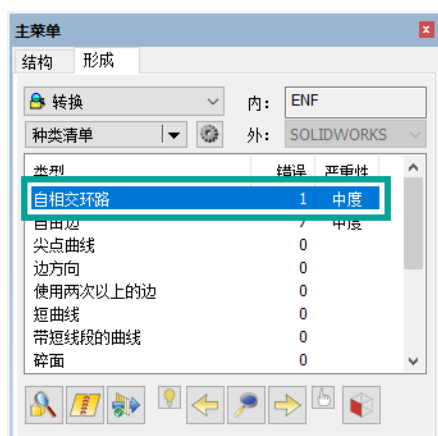 主菜单
结构 形成
转换 内： ENF
种类清单 外： SOLIDWORKS
类型 错误 严重性
自相交环路 1 中度
自由边 7 中度
尖点曲线 0
边方向 0
使用两次以上的边 0
短曲线 0
带短线段的曲线 0
碎面 0